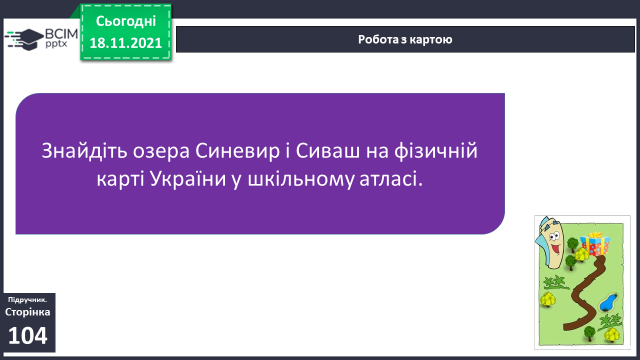 Сьогодні
18.11.2021
BCIM
pptx
Робота з картою
Знайдіть озера Синевир і Сиваш на фізичній
карті України у шкільному атласі.
Підручник.
Сторінка
104